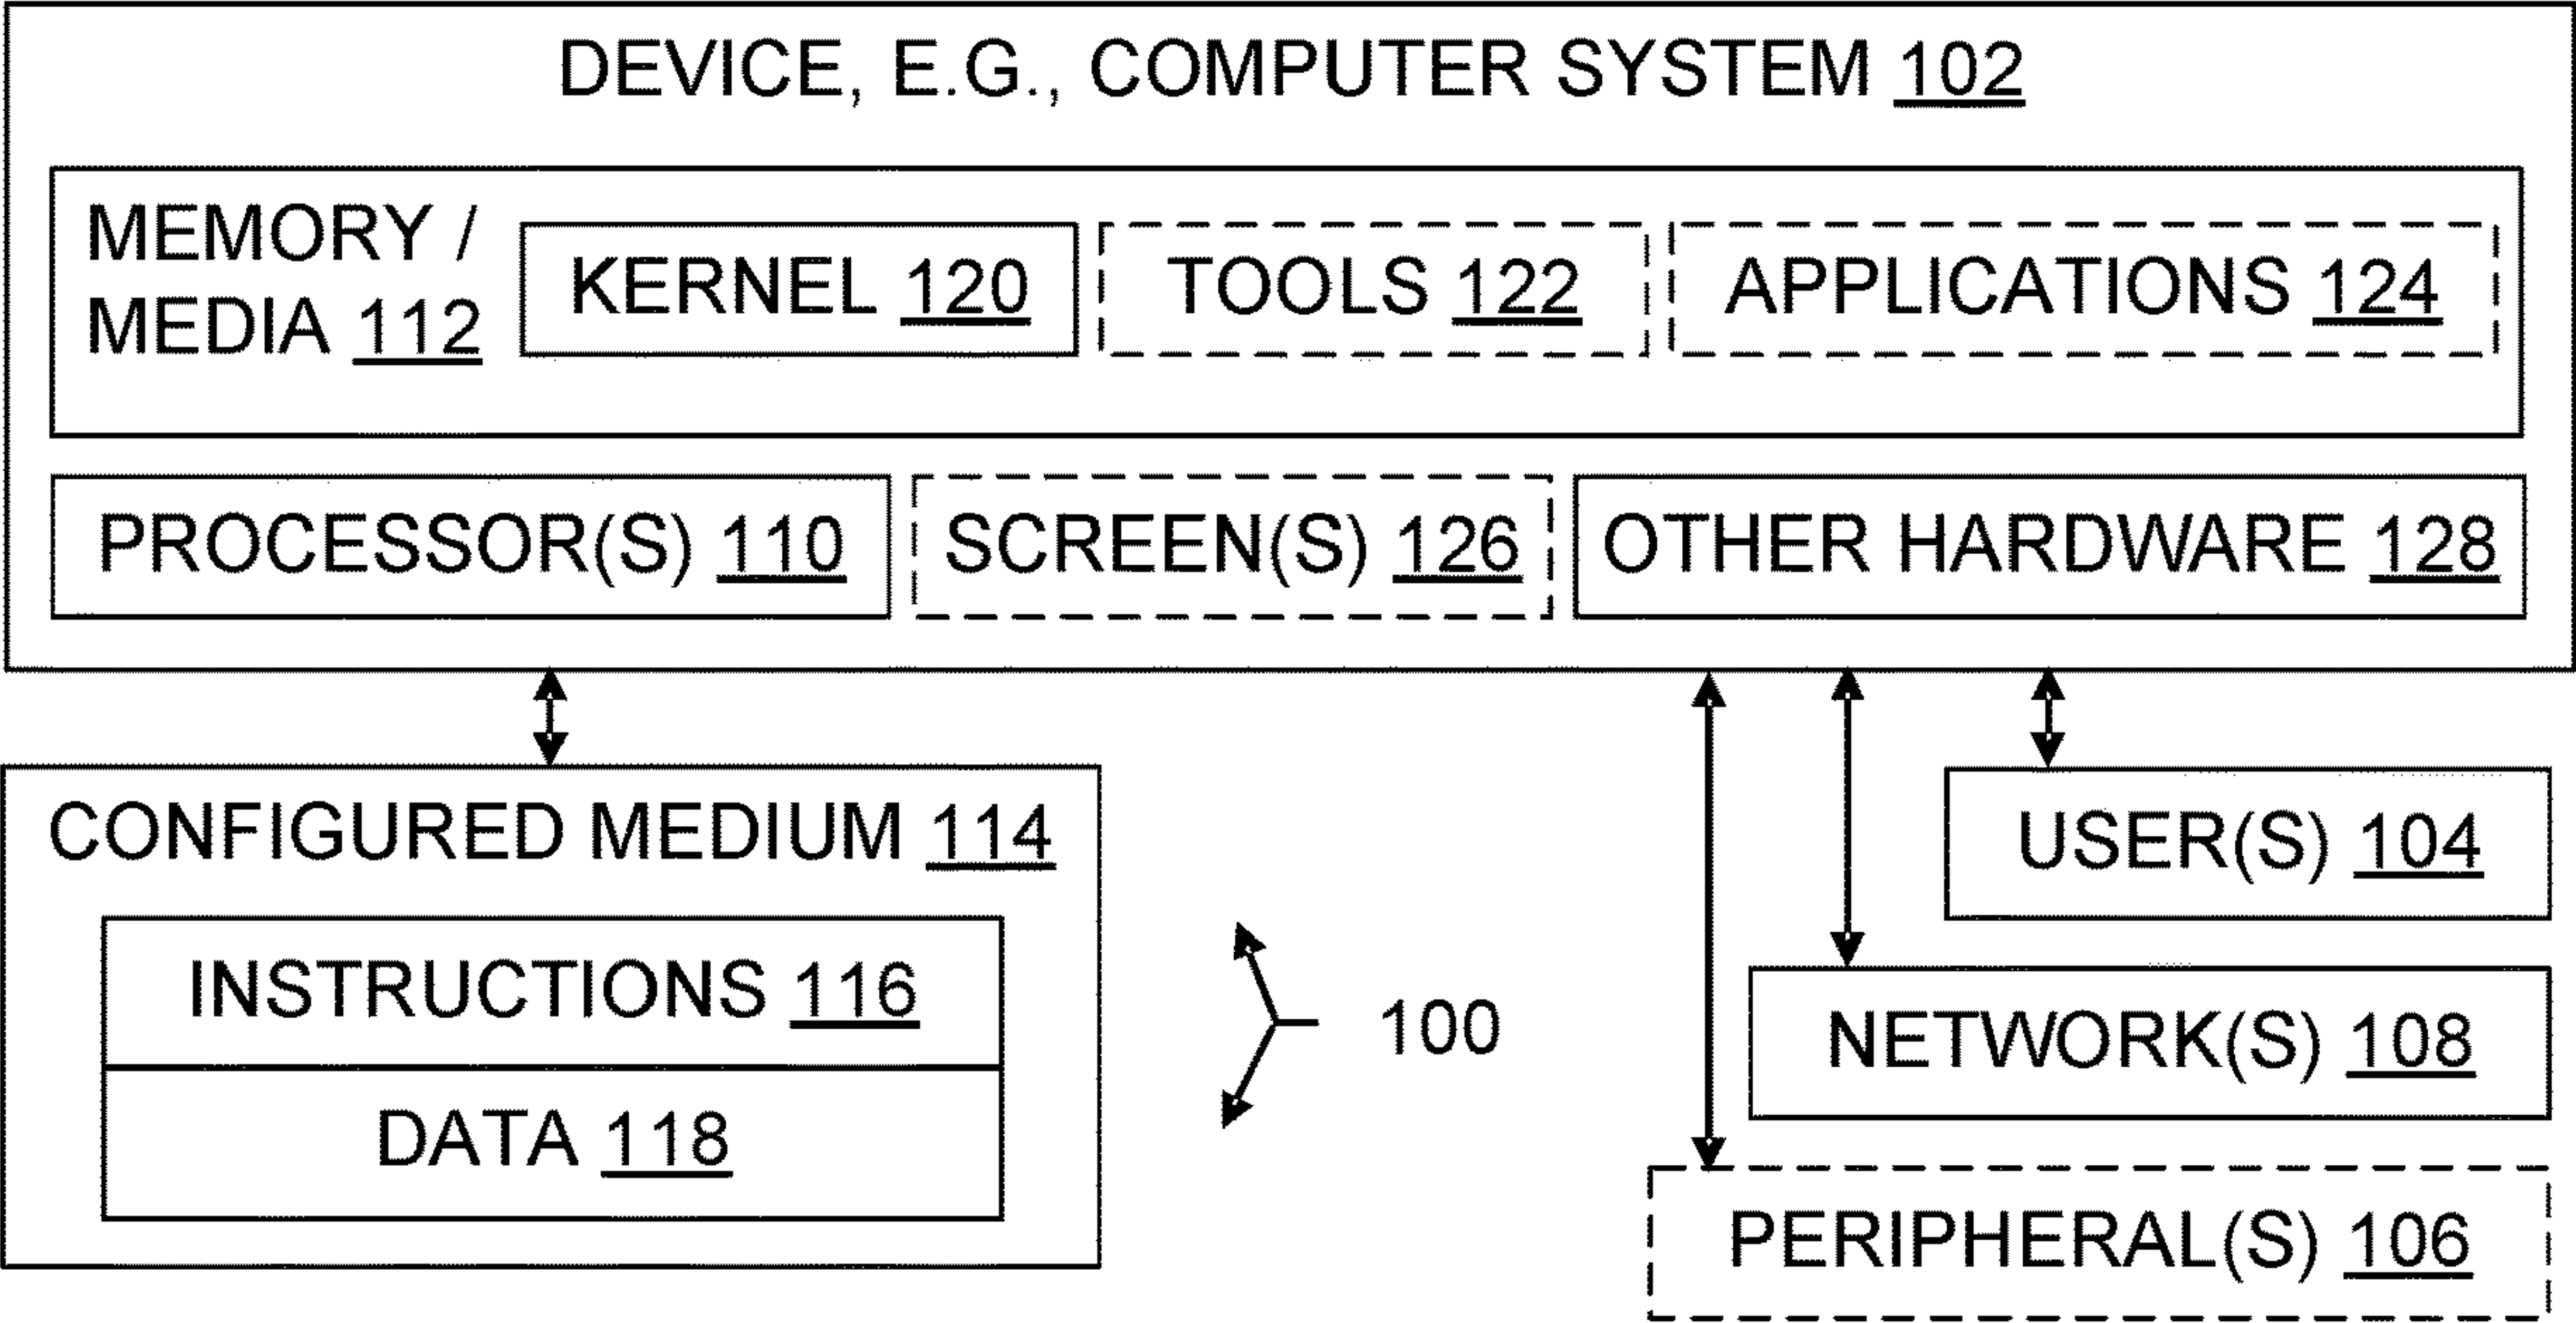 DEVICE, E.G., COMPUTER SYSTEM 102
MEMORY /
MEDIA 112
KERNEL 120
TOOLS 122
APPLICATIONS 124
PROCESSOR(S) 110
SCREEN(S) 126
OTHER HARDWARE 128
CONFIGURED MEDIUM 114
INSTRUCTIONS 116
DATA 118
100
USER(S) 104
NETWORK(S) 108
PERIPHERAL(S) 106